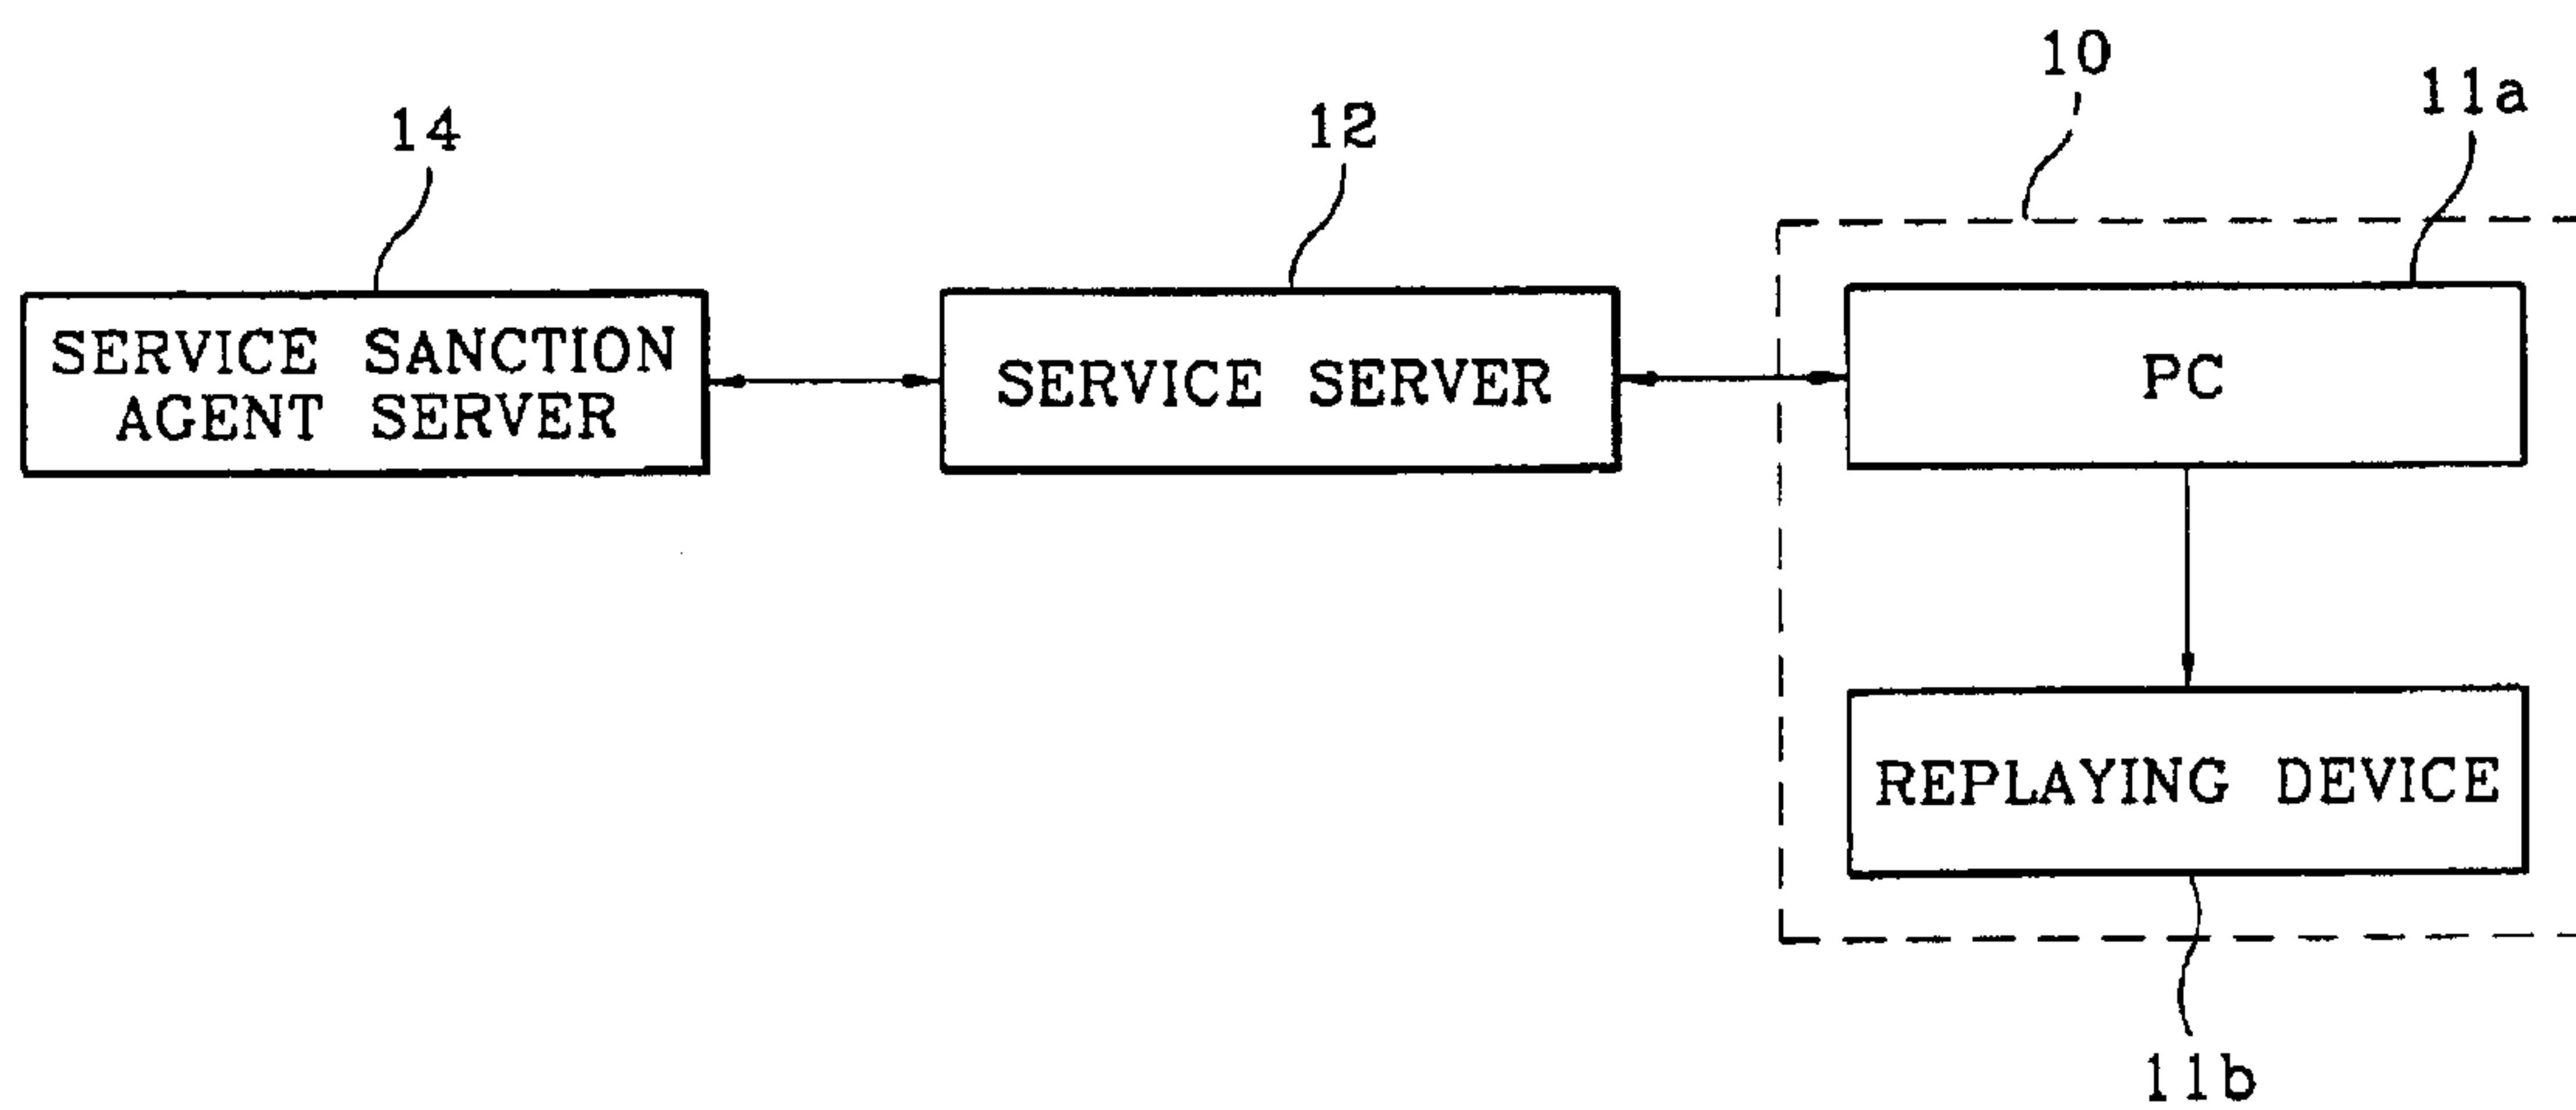 10
11a
14
12
SERVICE SANCTION
AGENT SERVER
SERVICE SERVER
PC
REPLAYING DEVICE
11b